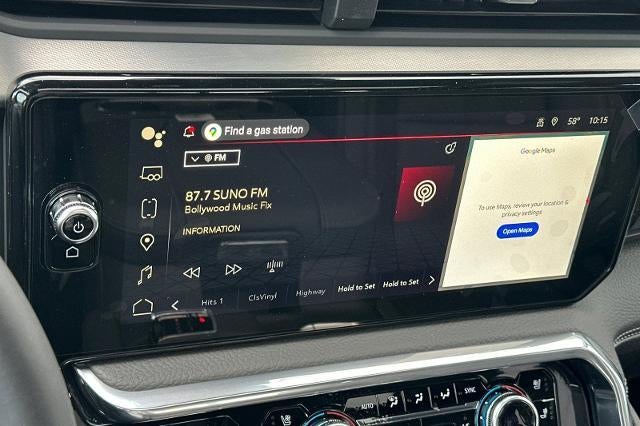 Find a gas station
58° 10:15
FM
Google Maps
87.7 SUNO FM
Bollywood Music Fix
INFORMATION
To use Maps, review your location &
privacy settings
Open Maps
Hits 1 ClsVinyl Highway Hold to Set Hold to Set
AUTO SYNC